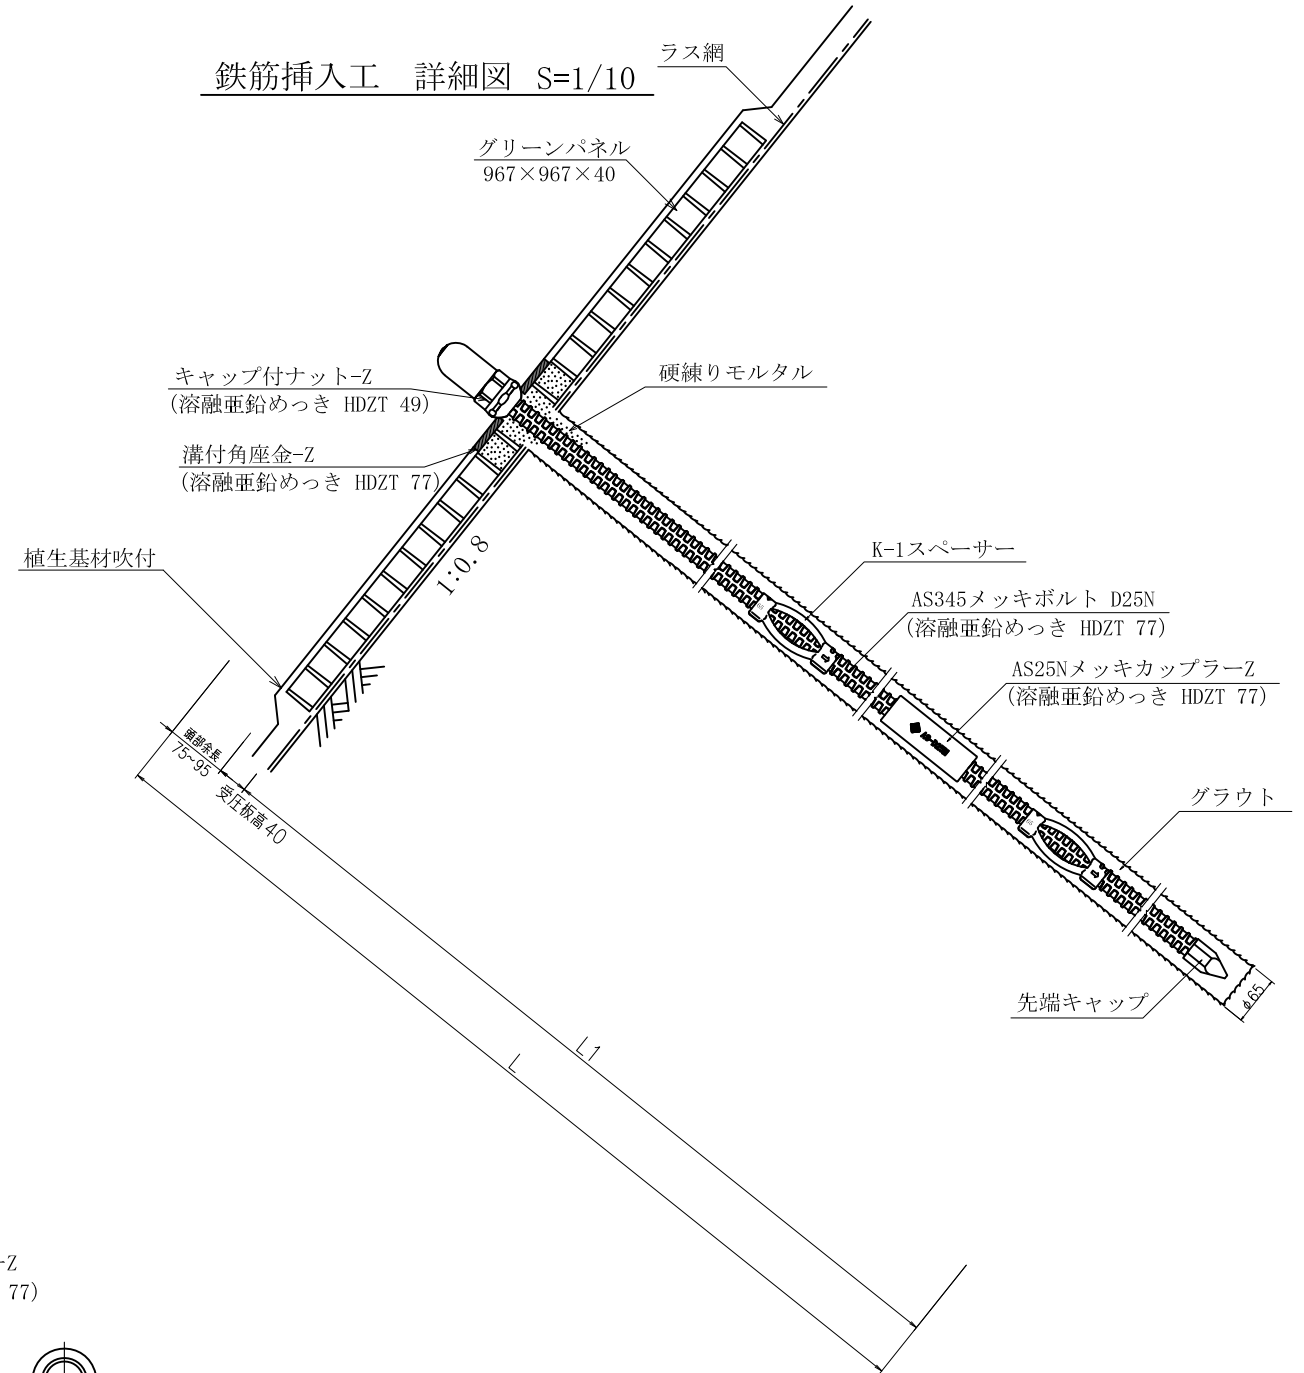 鉄筋挿入工　詳細図　S=1/10
ラス網
グリーンパネル
967×967×40
キャップ付ナット-Z
(溶融亜鉛めっき HDZT 49)
硬練りモルタル
溝付角座金-Z
(溶融亜鉛めっき HDZT 77)
植生基材吹付
1:0.8
K-1スペーサー
AS345メッキボルト D25N
(溶融亜鉛めっき HDZT 77)
AS25NメッキカップラーZ
(溶融亜鉛めっき HDZT 77)
頭部余長
75~95
受圧板高40
グラウト
先端キャップ
φ65
L1
L
-Z
77)